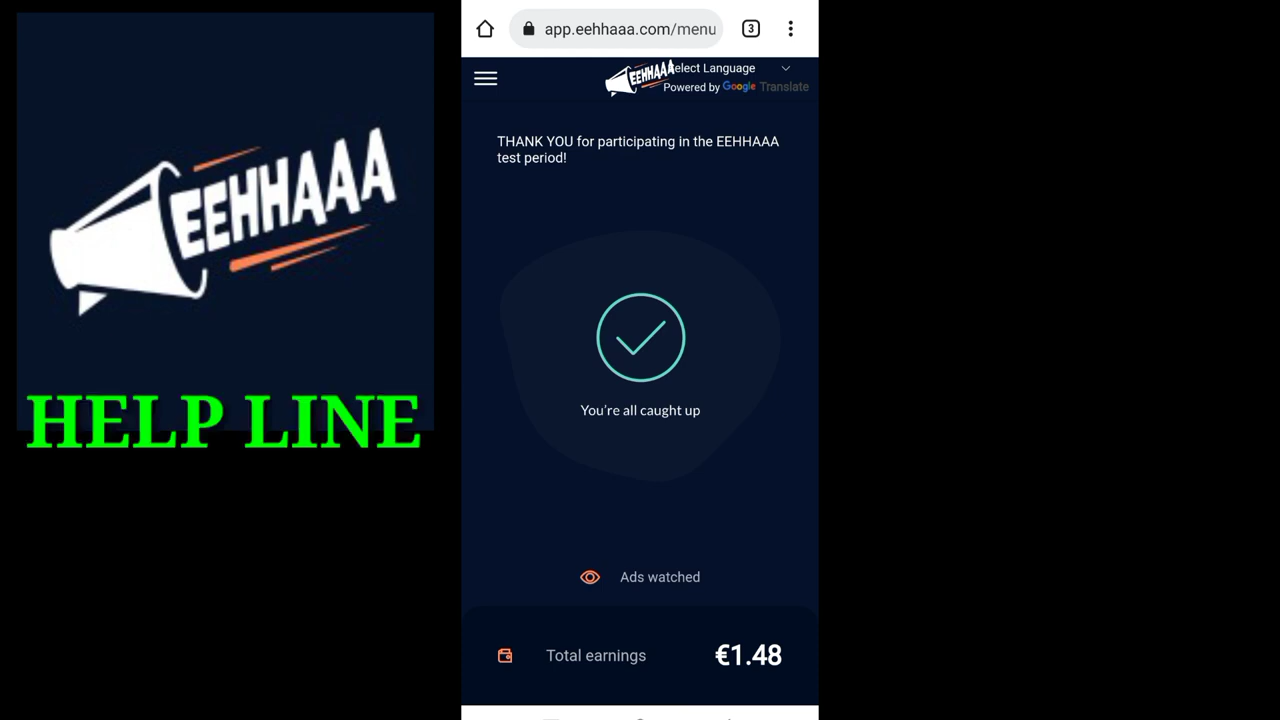 EEHHAAA
HELP LINE
app.eehhaaa.com/menu
3
EEHHAAA
elect Language
Powered by Google Translate
THANK YOU for participating in the EEHHAAA
test period!
You're all caught up
Ads watched
Total earnings
€1.48